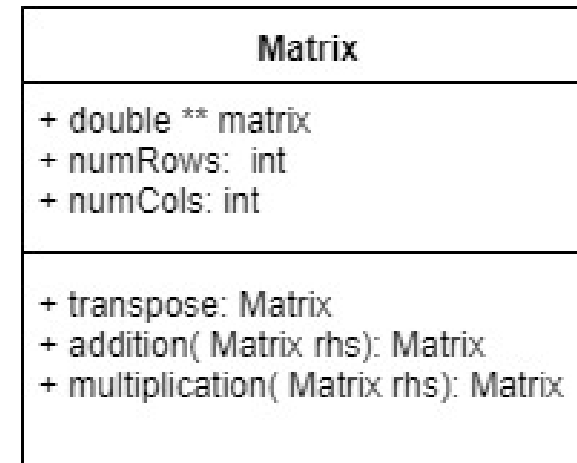 Matrix
+ double ** matrix
+ numRows: int
+ numCols: int
+ transpose: Matrix
+ addition( Matrix rhs): Matrix
+ multiplication( Matrix rhs): Matrix